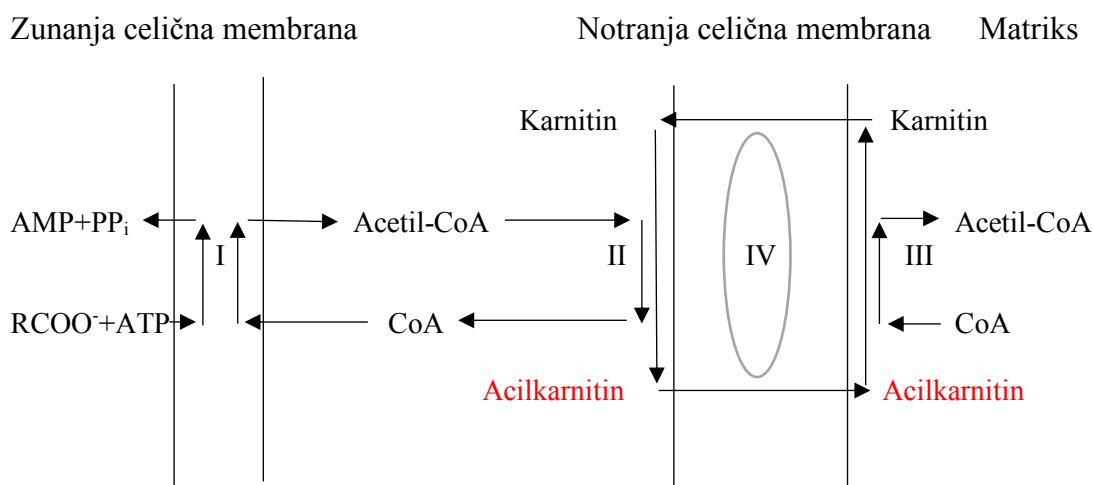 Zunanja celična membrana Notranja celična membrana Matriks
Karnitin Karnitin
AMP+PPi Acetil-CoA Acetil-CoA
I II IV III
RCOO⁻+ATP CoA CoA
Acilkarnitin Acilkarnitin